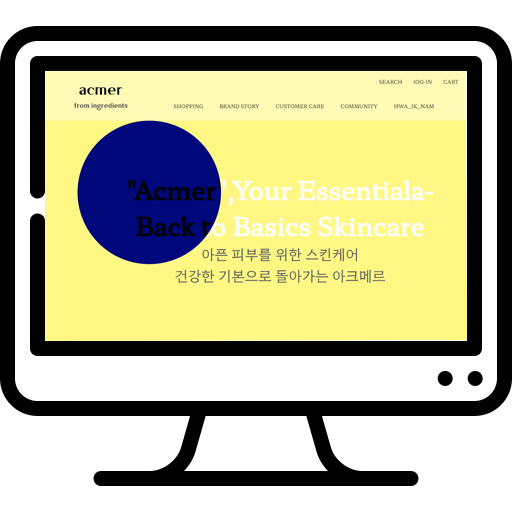 SEARCH lOG-IN CART
acmer
from ingredients
SHOPPING BRAND STORY CUSTOMER CARE COMMUNITY HWA_IK_NAM
"Acmer",Your Essentiala-
Back to Basics Skincare
아픈 피부를 위한 스킨케어
건강한 기본으로 돌아가는 아크메르